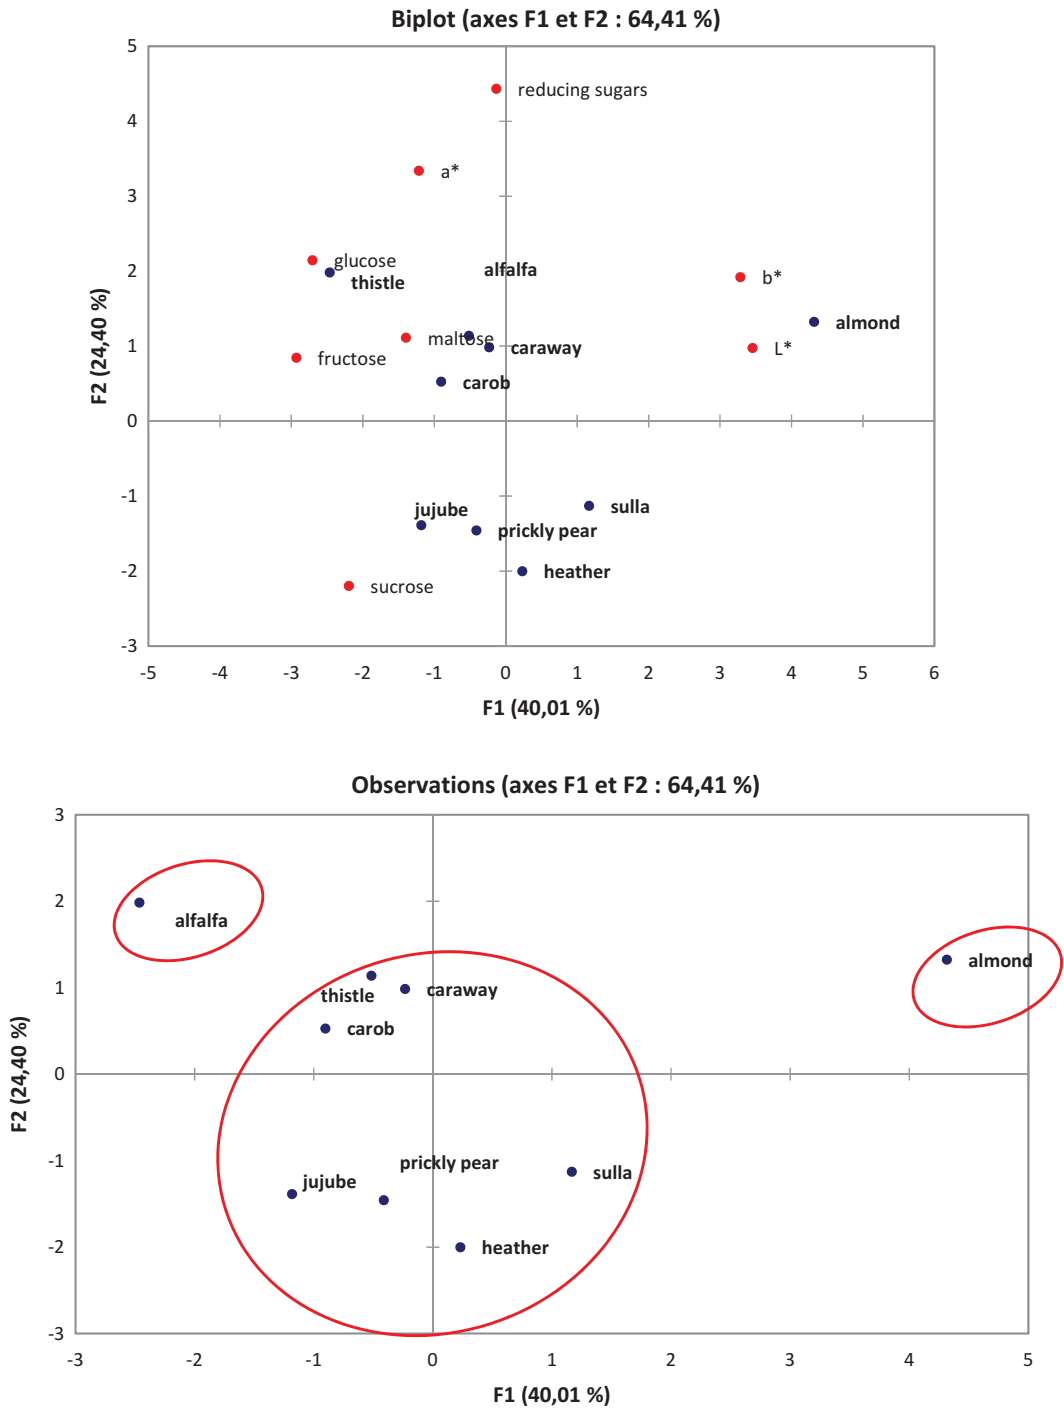 Biplot (axes F1 et F2 : 64,41 %)
5
reducing sugars
4
a*
3
glucose
alfalfa
2
thistle
b*
almond
maltose
caraway
L*
1
fructose
carob
0
F2 (24,40 %)
-1
jujube
sulla
prickly pear
-2
heather
sucrose
-3
-5 -4 -3 -2 -1 0 1 2 3 4 5 6
F1 (40,01 %)
Observations (axes F1 et F2 : 64,41 %)
3
2
alfalfa
almond
1
thistle
caraway
carob
0
F2 (24,40 %)
-1
prickly pear
jujube
sulla
-2
heather
-3
-3 -2 -1 0 1 2 3 4 5
F1 (40,01 %)